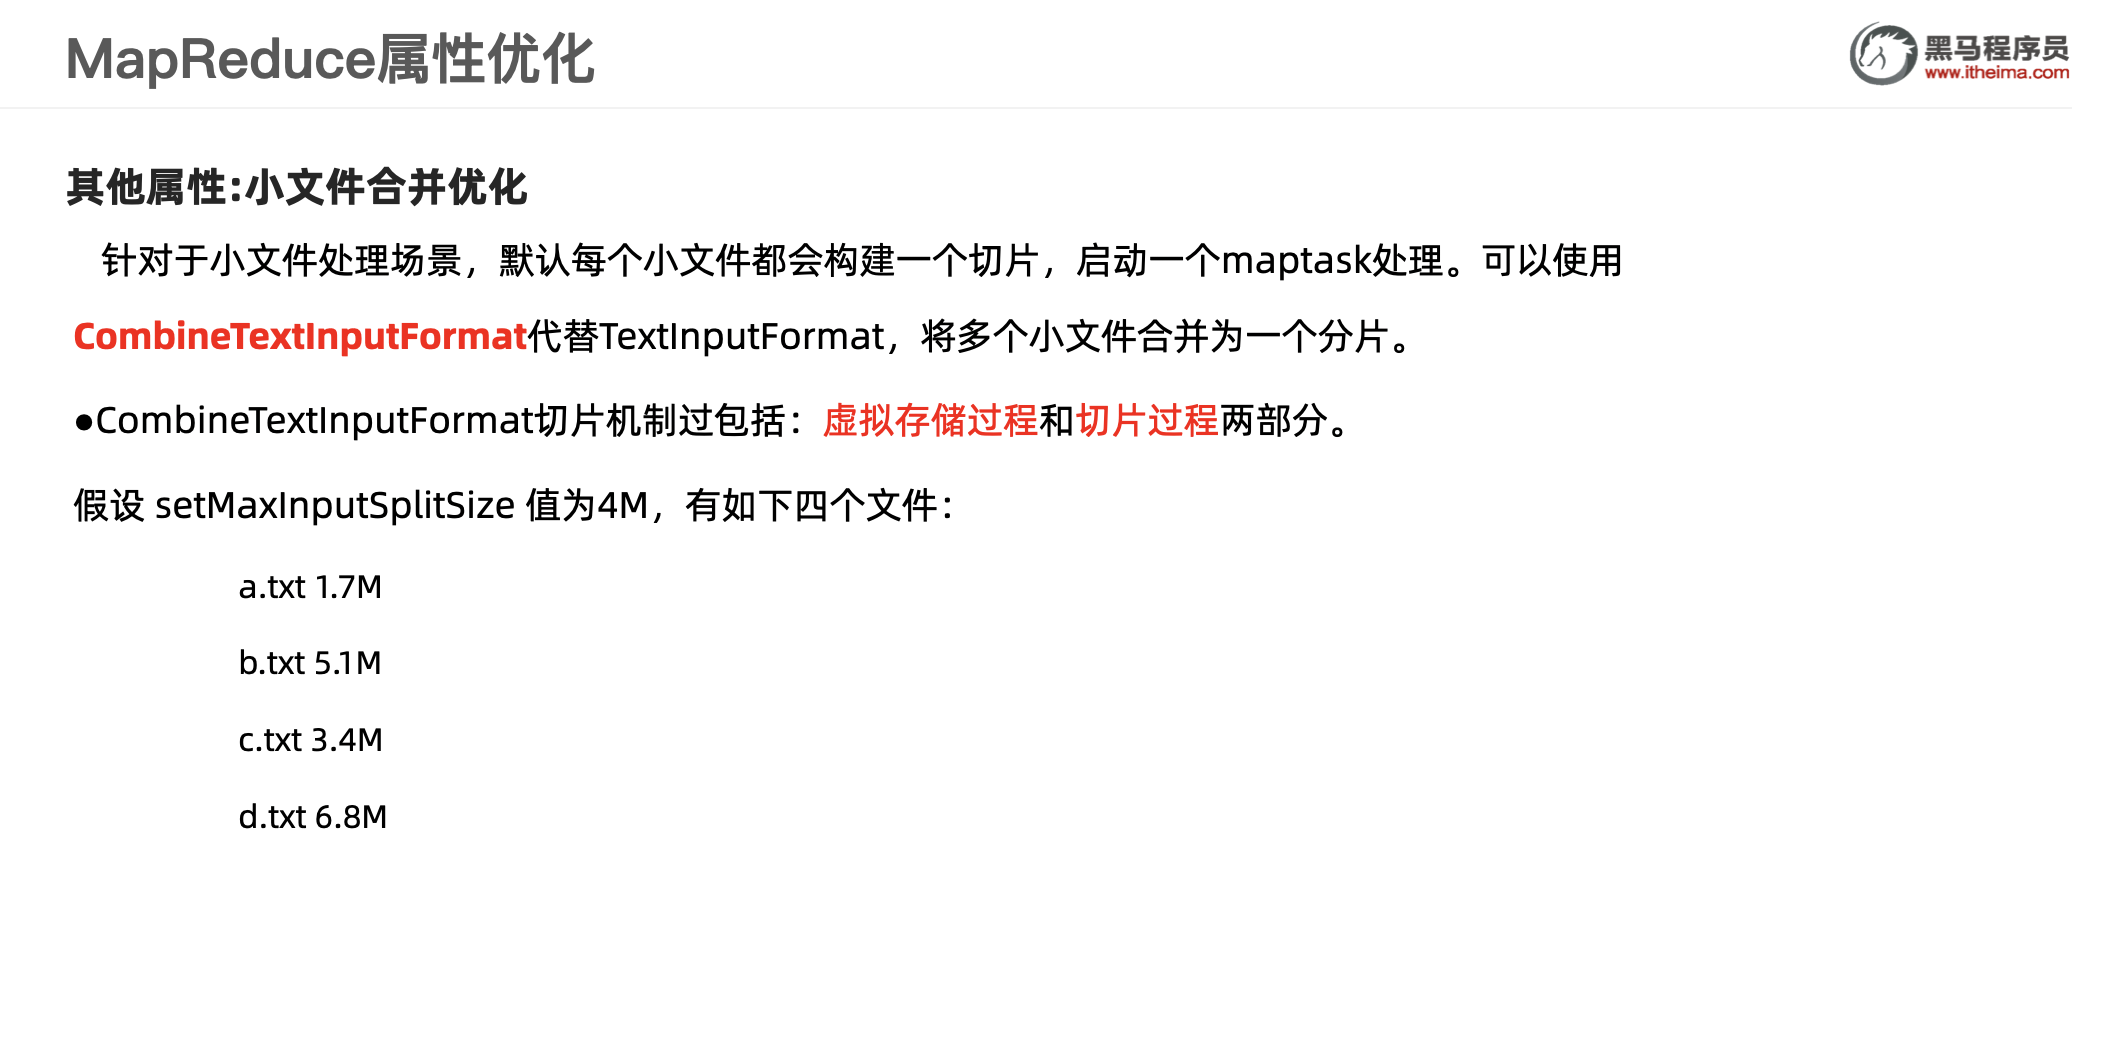 MapReduce属性优化
黑马程序员
www.itheima.com
其他属性:小文件合并优化
针对于小文件处理场景，默认每个小文件都会构建一个切片，启动一个maptask处理。可以使用
CombineTextInputFormat代替TextInputFormat，将多个小文件合并为一个分片。
●CombineTextInputFormat切片机制过包括：虚拟存储过程和切片过程两部分。
假设 setMaxInputSplitSize 值为4M，有如下四个文件：
a.txt 1.7M
b.txt 5.1M
c.txt 3.4M
d.txt 6.8M